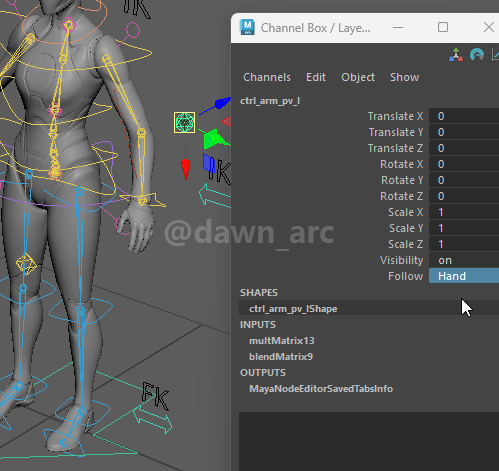 IK
Channel Box / Laye...
Channels Edit Object Show
ctrl_arm_pv_l
Translate X 0
Translate Y 0
Translate Z 0
Rotate X 0
Rotate Y 0
Rotate Z 0
Scale X 1
Scale Y 1
Scale Z 1
Visibility on
Follow Hand
SHAPES
ctrl_arm_pv_lShape
INPUTS
multMatrix13
blendMatrix9
OUTPUTS
MayaNodeEditorSavedTabsInfo
IK
@dawn_arc
FK